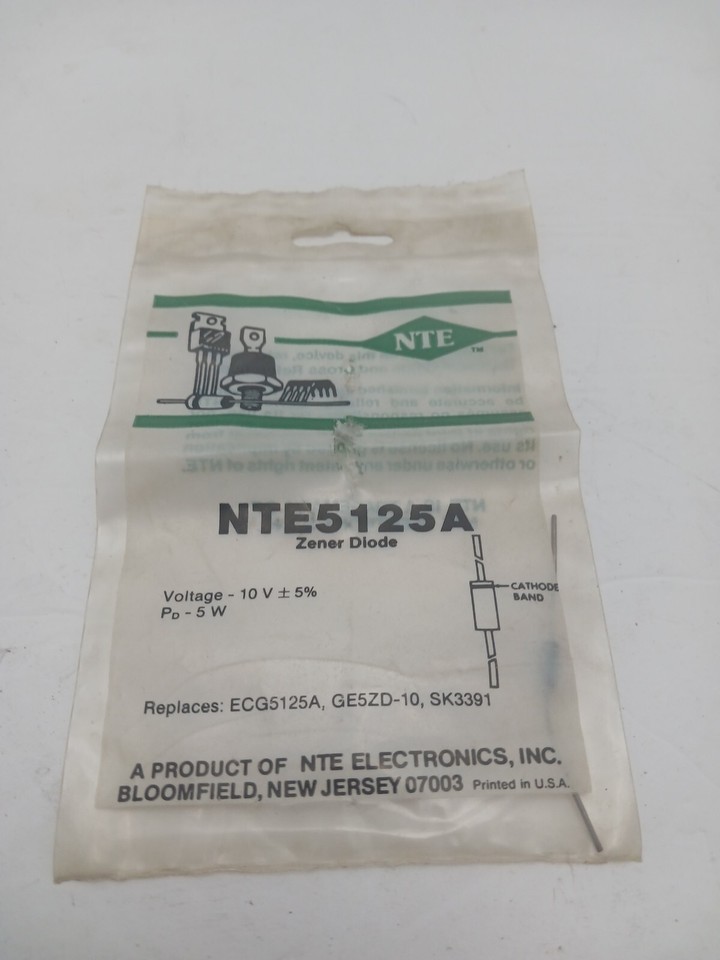 NTE™
NTE5125A
Zener Diode
CATHODE
BAND
Voltage - 10 V ± 5%
PD - 5 W
Replaces: ECG5125A, GE5ZD-10, SK3391
A PRODUCT OF NTE ELECTRONICS, INC.
BLOOMFIELD, NEW JERSEY 07003 Printed in U.S.A.